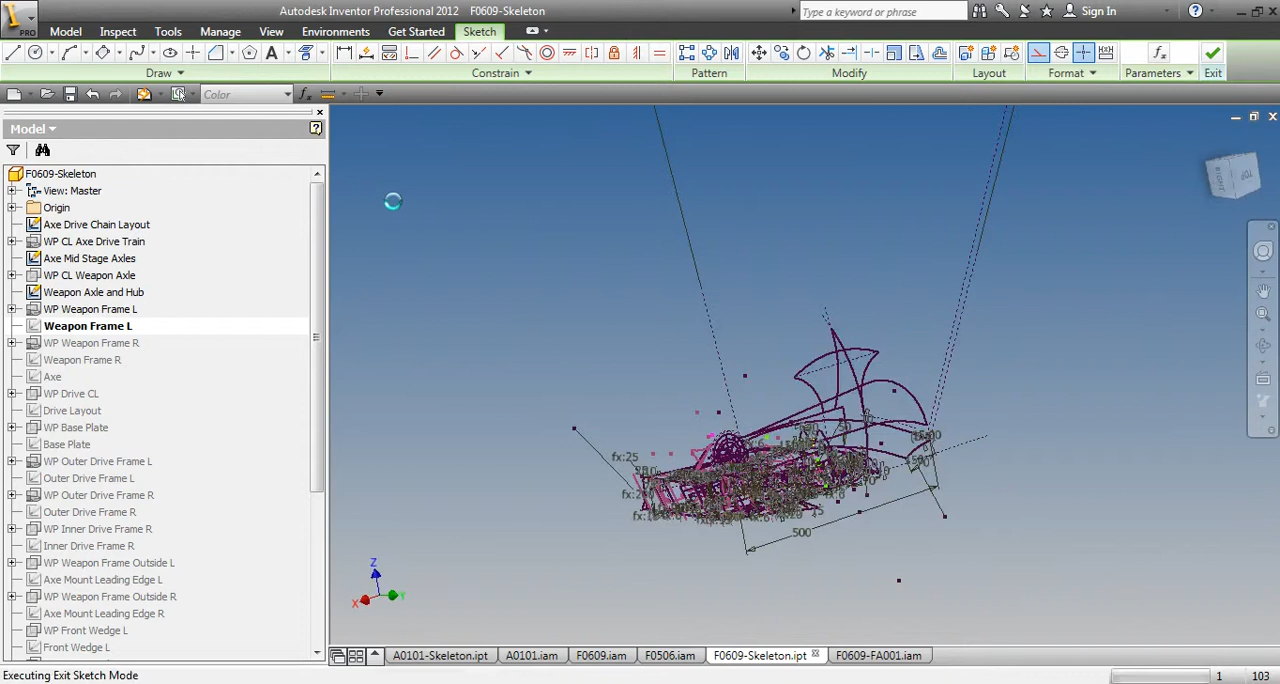 Autodesk Inventor Professional 2012 F0609-Skeleton
Type a keyword or phrase
Sign In
PRO
Model Inspect Tools Manage View Environments Get Started Sketch
Draw Constrain Pattern Modify Layout Format Parameters Exit
Color
Model
F0609-Skeleton
View: Master
Origin
Axe Drive Chain Layout
WP CL Axe Drive Train
Axe Mid Stage Axles
WP CL Weapon Axle
Weapon Axle and Hub
WP Weapon Frame L
Weapon Frame L
WP Weapon Frame R
Weapon Frame R
Axe
WP Drive CL
Drive Layout
WP Base Plate
Base Plate
WP Outer Drive Frame L
Outer Drive Frame L
WP Outer Drive Frame R
Outer Drive Frame R
WP Inner Drive Frame R
Inner Drive Frame R
WP Weapon Frame Outside L
Axe Mount Leading Edge L
WP Weapon Frame Outside R
Axe Mount Leading Edge R
WP Front Wedge L
Front Wedge L
RIGHT TOP
fx:25
500
Z
X
Y
A0101-Skeleton.ipt A0101.iam F0609.iam F0506.iam F0609-Skeleton.ipt F0609-FA001.iam
Executing Exit Sketch Mode
1 103